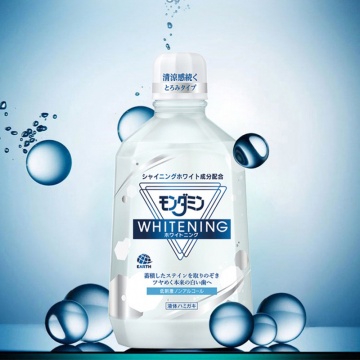 清涼感続く
とろみタイプ
シャイニングホワイト成分配合
モンダミン
WHITENING
ホワイトニング
EARTH
蓄積したステインを取りのぞき
ツヤめく本来の白い歯へ
低刺激ノンアルコール
液体ハミガキ